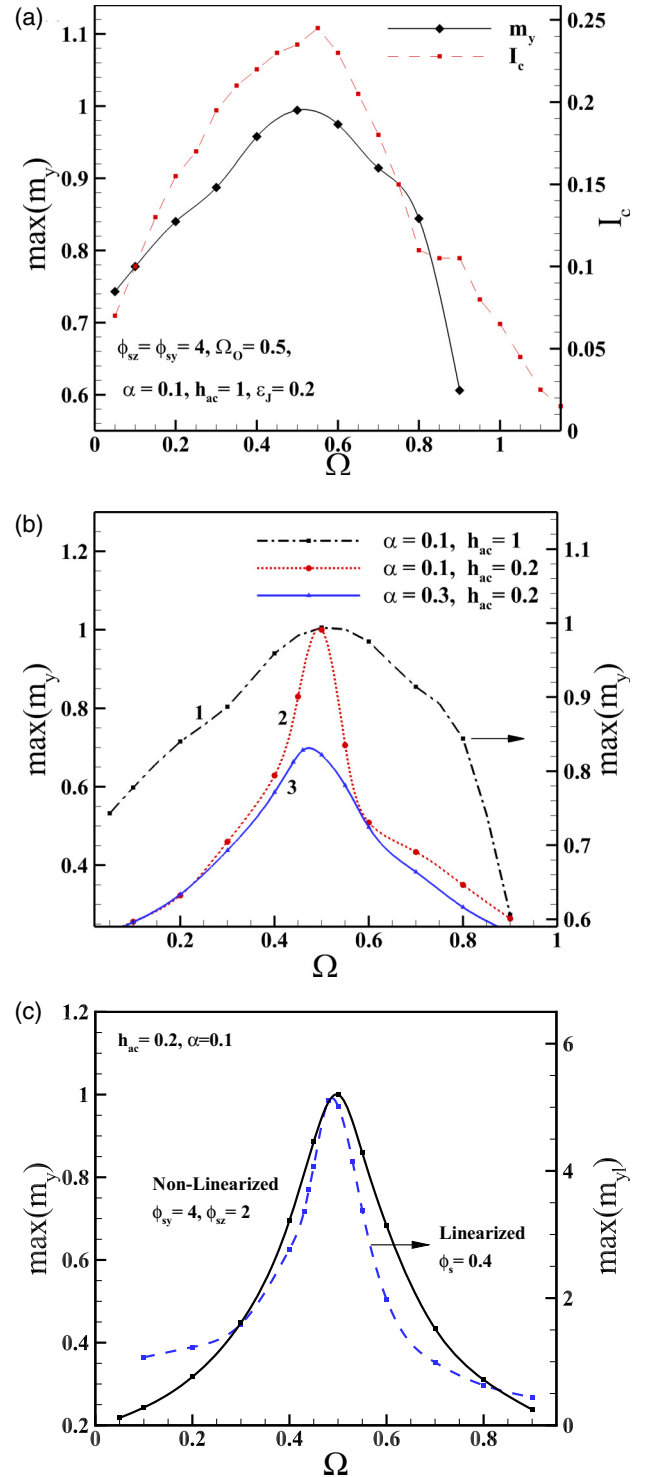 (a)
m_y
I_c
1.1
1
0.9
0.8
0.7
0.6
max(m_y)
0.25
0.2
0.15
0.1
0.05
0
I_c
ϕ_sz = ϕ_sy = 4, Ω_O = 0.5,
α = 0.1, h_ac = 1, ε_J = 0.2
0 0.2 0.4 0.6 0.8 1
Ω
(b)
α = 0.1, h_ac = 1
α = 0.1, h_ac = 0.2
α = 0.3, h_ac = 0.2
1.2
1
0.8
0.6
0.4
max(m_y)
1
2
3
1.1
1
0.9
0.8
0.7
0.6
max(m_y)
0.2 0.4 0.6 0.8 1
Ω
(c)
h_ac = 0.2, α=0.1
1.2
1
0.8
0.6
0.4
0.2
max(m_y)
Non-Linearized
ϕ_sy = 4, ϕ_sz = 2
Linearized
ϕ_s = 0.4
6
4
2
0
max(m_yl)
0 0.2 0.4 0.6 0.8
Ω